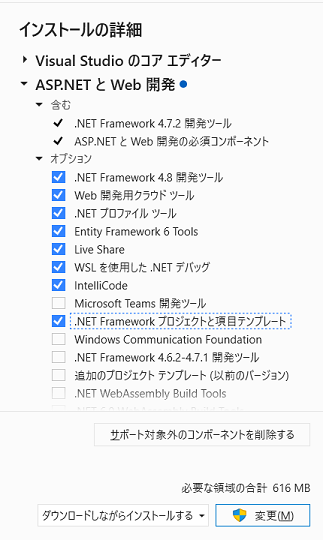 インストールの詳細
Visual Studio のコア エディター
ASP.NET と Web 開発
含む
.NET Framework 4.7.2 開発ツール
ASP.NET と Web 開発の必須コンポーネント
オプション
.NET Framework 4.8 開発ツール
Web 開発用クラウド ツール
.NET プロファイル ツール
Entity Framework 6 Tools
Live Share
WSL を使用した .NET デバッグ
IntelliCode
Microsoft Teams 開発ツール
.NET Framework プロジェクトと項目テンプレート
Windows Communication Foundation
.NET Framework 4.6.2-4.7.1 開発ツール
追加のプロジェクト テンプレート (以前のバージョン)
.NET WebAssembly Build Tools
サポート対象外のコンポーネントを削除する
必要な領域の合計 616 MB
ダウンロードしながらインストールする 変更(M)